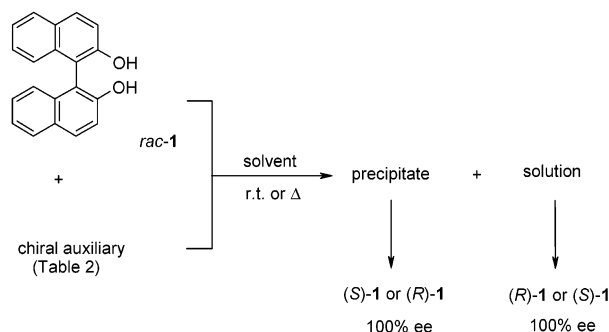 OH
OH
rac-1
+
chiral auxiliary
(Table 2)
solvent
r.t. or Δ
precipitate + solution
(S)-1 or (R)-1 (R)-1 or (S)-1
100% ee 100% ee